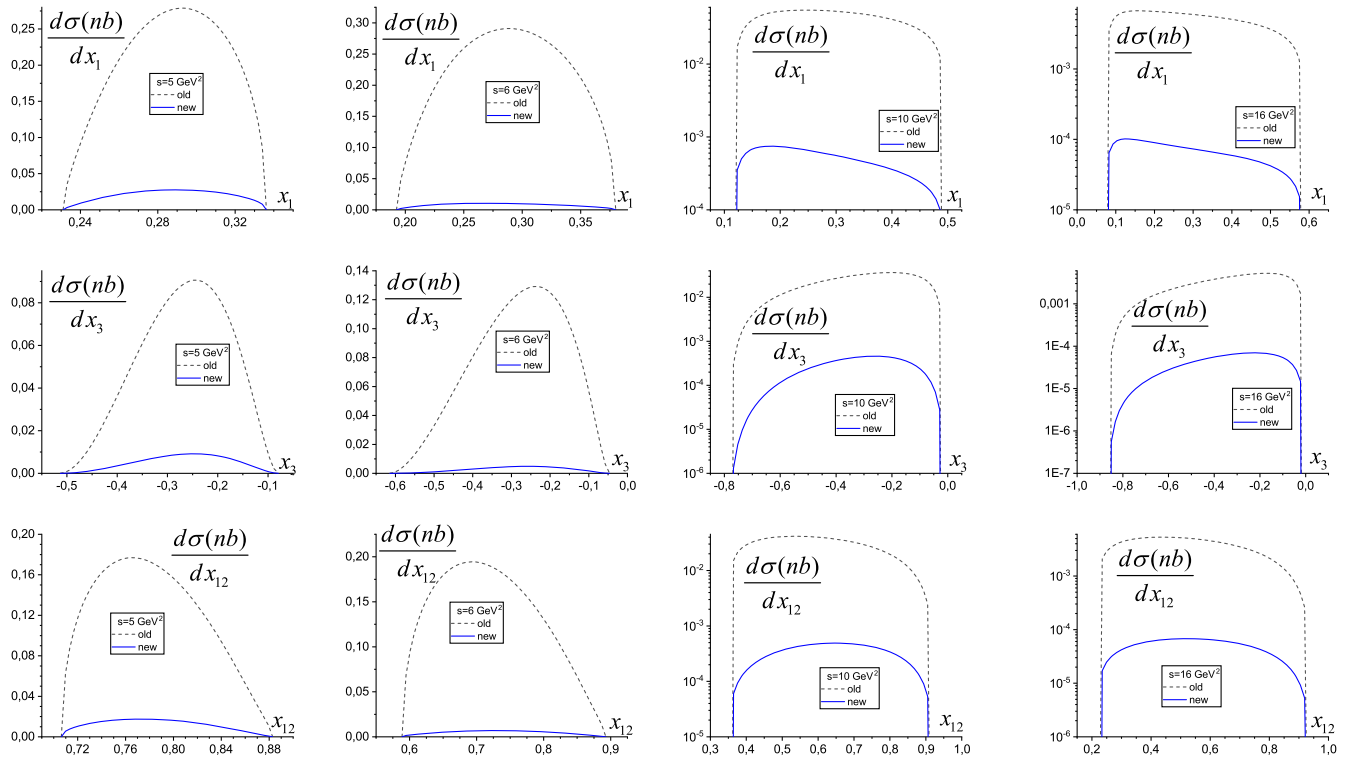 dσ(nb)
dx1
0,25
0,20
0,15
0,10
0,05
0,00
s=5 GeV²
old
new
0,24 0,28 0,32
x1
dσ(nb)
dx1
0,30
0,25
0,20
0,15
0,10
0,05
0,00
s=6 GeV²
old
new
0,20 0,25 0,30 0,35
x1
dσ(nb)
dx1
10⁻²
10⁻³
10⁻⁴
s=10 GeV²
old
new
0,1 0,2 0,3 0,4 0,5
x1
dσ(nb)
dx1
10⁻³
10⁻⁴
10⁻⁵
s=16 GeV²
old
new
0,0 0,1 0,2 0,3 0,4 0,5 0,6
x1
dσ(nb)
dx3
0,08
0,06
0,04
0,02
0,00
s=5 GeV²
old
new
-0,5 -0,4 -0,3 -0,2 -0,1
x3
dσ(nb)
dx3
0,14
0,12
0,10
0,08
0,06
0,04
0,02
0,00
s=6 GeV²
old
new
-0,6 -0,5 -0,4 -0,3 -0,2 -0,1 0,0
x3
dσ(nb)
dx3
10⁻²
10⁻³
10⁻⁴
10⁻⁵
10⁻⁶
s=10 GeV²
old
new
-0,8 -0,6 -0,4 -0,2 0,0
x3
dσ(nb)
dx3
0,001
1E-4
1E-5
1E-6
1E-7
s=16 GeV²
old
new
-1,0 -0,8 -0,6 -0,4 -0,2 0,0
x3
dσ(nb)
dx12
0,20
0,16
0,12
0,08
0,04
0,00
s=5 GeV²
old
new
0,72 0,76 0,80 0,84 0,88
x12
dσ(nb)
dx12
0,20
0,15
0,10
0,05
0,00
s=6 GeV²
old
new
0,6 0,7 0,8 0,9
x12
dσ(nb)
dx12
10⁻²
10⁻³
10⁻⁴
10⁻⁵
s=10 GeV²
old
new
0,3 0,4 0,5 0,6 0,7 0,8 0,9 1,0
x12
dσ(nb)
dx12
10⁻³
10⁻⁴
10⁻⁵
10⁻⁶
s=16 GeV²
old
new
0,2 0,4 0,6 0,8 1,0
x12